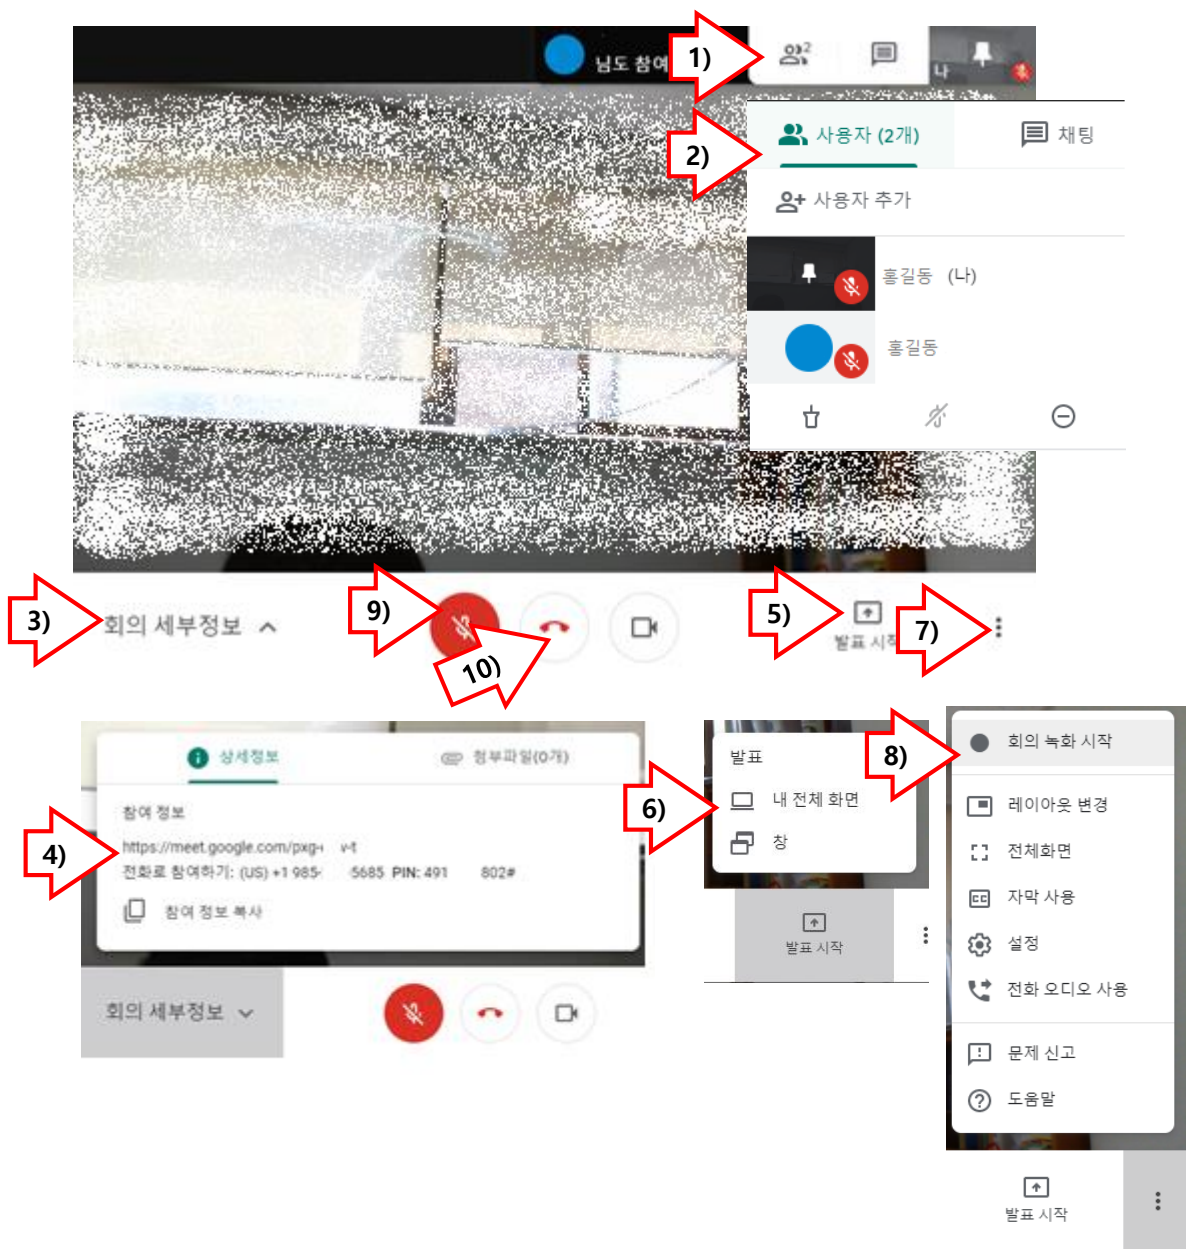 님도 참여
1)
2
나
2)
사용자 (2개)
채팅
사용자 추가
홍길동 (나)
홍길동
3)
회의 세부정보
9)
10)
5)
발표 시작
7)
4)
상세정보
첨부파일(0개)
참여 정보
https://meet.google.com/pxg- v-t
전화로 참여하기: (US) +1 985- 5685 PIN: 491 802#
참여 정보 복사
회의 세부정보
6)
발표
내 전체 화면
창
발표 시작
8)
회의 녹화 시작
레이아웃 변경
전체화면
CC 자막 사용
설정
전화 오디오 사용
문제 신고
도움말
발표 시작